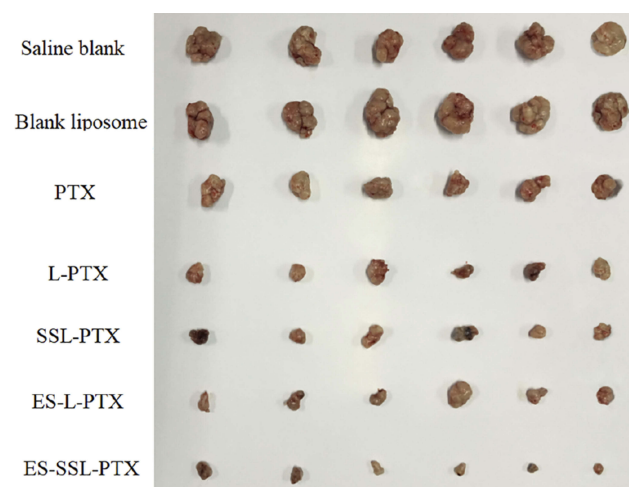 Saline blank
Blank liposome
PTX
L-PTX
SSL-PTX
ES-L-PTX
ES-SSL-PTX